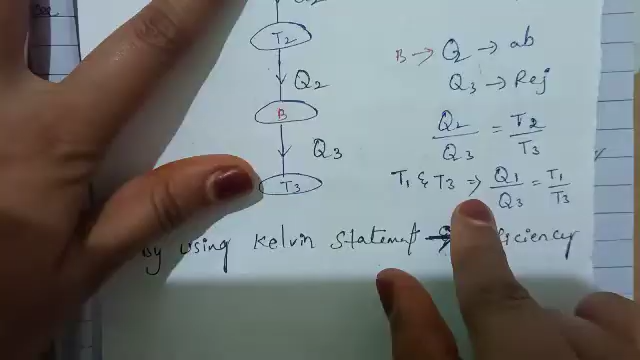 T2
Q2
B
Q3
T3
B → Q2 → ab
Q3 → Rej
Q2/Q3 = T2/T3
T1 & T3 ⇒ Q1/Q3 = T1/T3
By using Kelvin Statement →